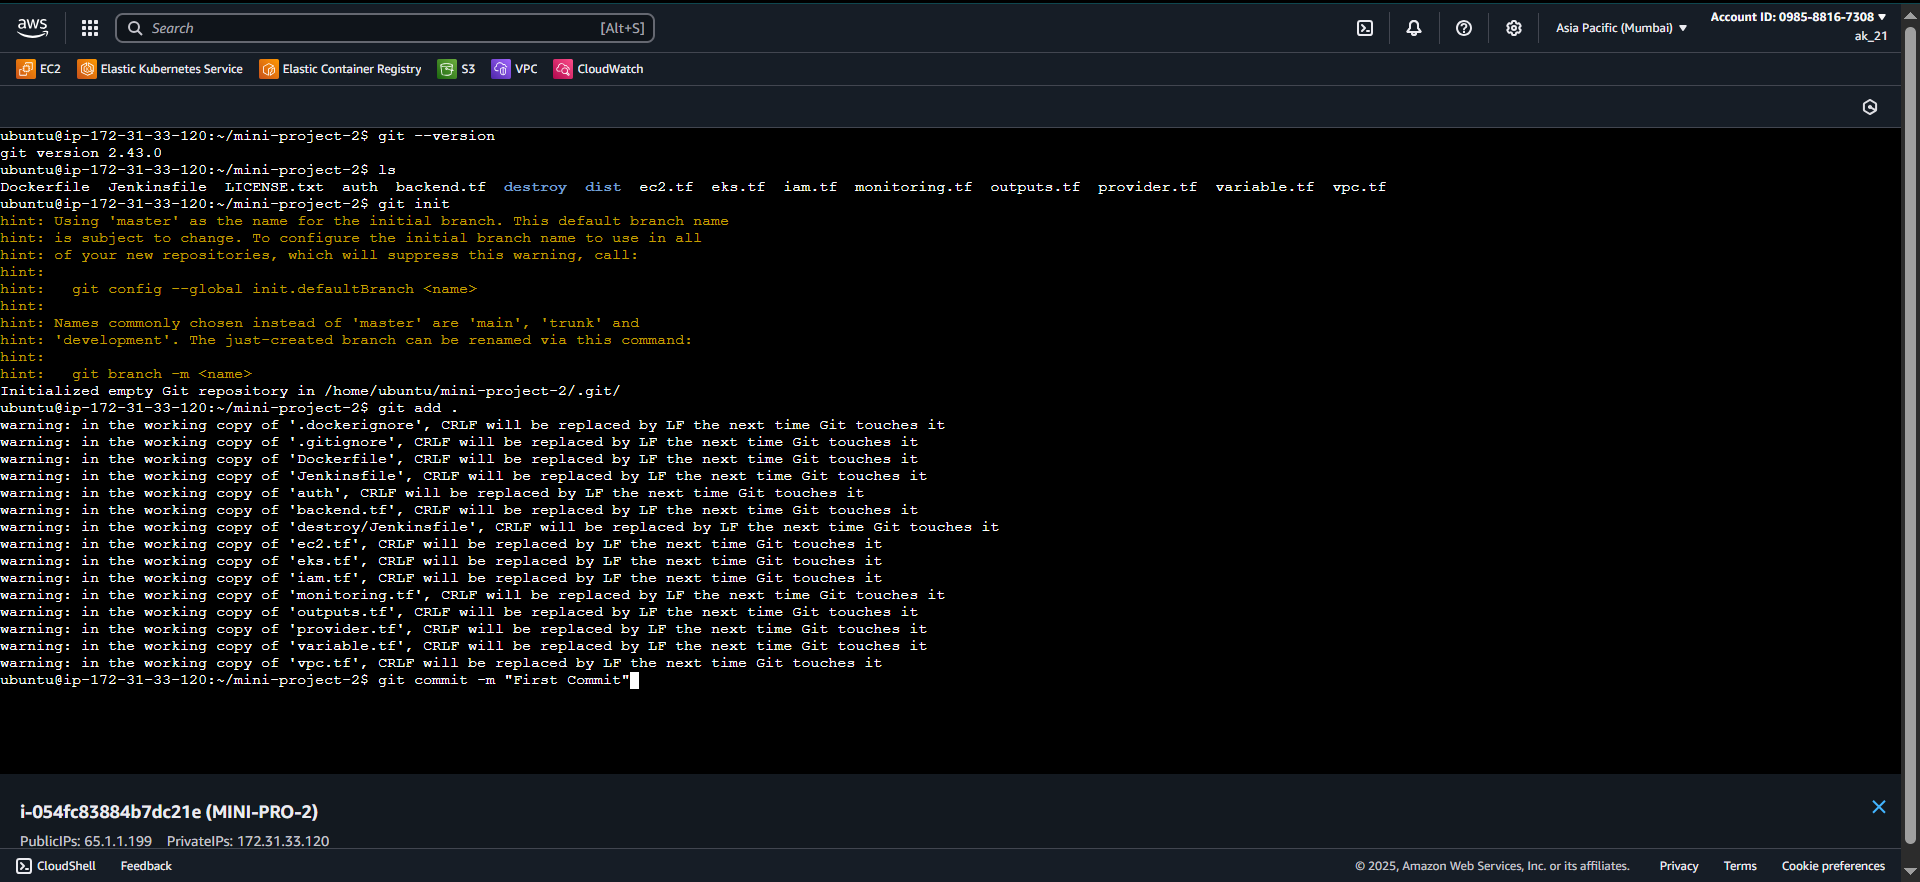 aws
Search [Alt+S]
Asia Pacific (Mumbai)
Account ID: 0985-8816-7308
ak_21
EC2 Elastic Kubernetes Service Elastic Container Registry S3 VPC CloudWatch
ubuntu@ip-172-31-33-120:~/mini-project-2$ git --version
git version 2.43.0
ubuntu@ip-172-31-33-120:~/mini-project-2$ ls
Dockerfile  Jenkinsfile  LICENSE.txt  auth  backend.tf  destroy  dist  ec2.tf  eks.tf  iam.tf  monitoring.tf  outputs.tf  provider.tf  variable.tf  vpc.tf
ubuntu@ip-172-31-33-120:~/mini-project-2$ git init
hint: Using 'master' as the name for the initial branch. This default branch name
hint: is subject to change. To configure the initial branch name to use in all
hint: of your new repositories, which will suppress this warning, call:
hint:
hint:   git config --global init.defaultBranch <name>
hint:
hint: Names commonly chosen instead of 'master' are 'main', 'trunk' and
hint: 'development'. The just-created branch can be renamed via this command:
hint:
hint:   git branch -m <name>
Initialized empty Git repository in /home/ubuntu/mini-project-2/.git/
ubuntu@ip-172-31-33-120:~/mini-project-2$ git add .
warning: in the working copy of '.dockerignore', CRLF will be replaced by LF the next time Git touches it
warning: in the working copy of '.gitignore', CRLF will be replaced by LF the next time Git touches it
warning: in the working copy of 'Dockerfile', CRLF will be replaced by LF the next time Git touches it
warning: in the working copy of 'Jenkinsfile', CRLF will be replaced by LF the next time Git touches it
warning: in the working copy of 'auth', CRLF will be replaced by LF the next time Git touches it
warning: in the working copy of 'backend.tf', CRLF will be replaced by LF the next time Git touches it
warning: in the working copy of 'destroy/Jenkinsfile', CRLF will be replaced by LF the next time Git touches it
warning: in the working copy of 'ec2.tf', CRLF will be replaced by LF the next time Git touches it
warning: in the working copy of 'eks.tf', CRLF will be replaced by LF the next time Git touches it
warning: in the working copy of 'iam.tf', CRLF will be replaced by LF the next time Git touches it
warning: in the working copy of 'monitoring.tf', CRLF will be replaced by LF the next time Git touches it
warning: in the working copy of 'outputs.tf', CRLF will be replaced by LF the next time Git touches it
warning: in the working copy of 'provider.tf', CRLF will be replaced by LF the next time Git touches it
warning: in the working copy of 'variable.tf', CRLF will be replaced by LF the next time Git touches it
warning: in the working copy of 'vpc.tf', CRLF will be replaced by LF the next time Git touches it
ubuntu@ip-172-31-33-120:~/mini-project-2$ git commit -m "First Commit"
i-054fc83884b7dc21e (MINI-PRO-2)
PublicIPs: 65.1.1.199 PrivateIPs: 172.31.33.120
CloudShell Feedback © 2025, Amazon Web Services, Inc. or its affiliates. Privacy Terms Cookie preferences